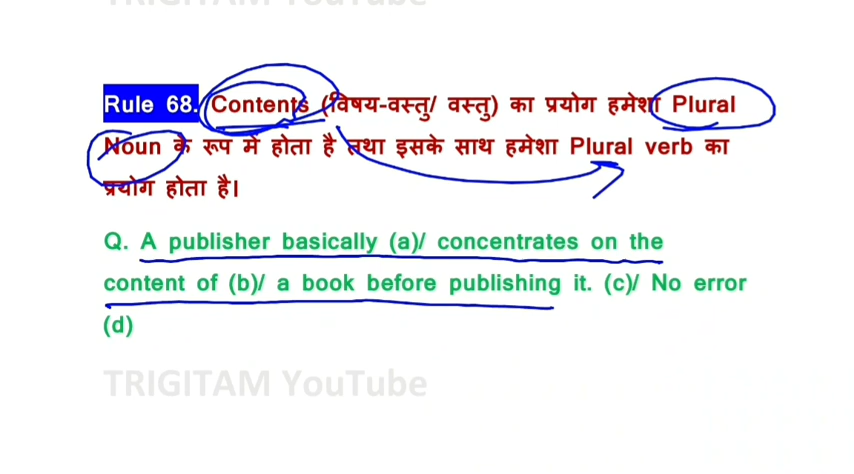 TRIGITAM YouTube
Rule 68. Contents (विषय-वस्तु/ वस्तु) का प्रयोग हमेशा Plural
Noun के रूप में होता है तथा इसके साथ हमेशा Plural verb का
प्रयोग होता है।
Q. A publisher basically (a)/ concentrates on the
content of (b)/ a book before publishing it. (c)/ No error
(d)
TRIGITAM YouTube